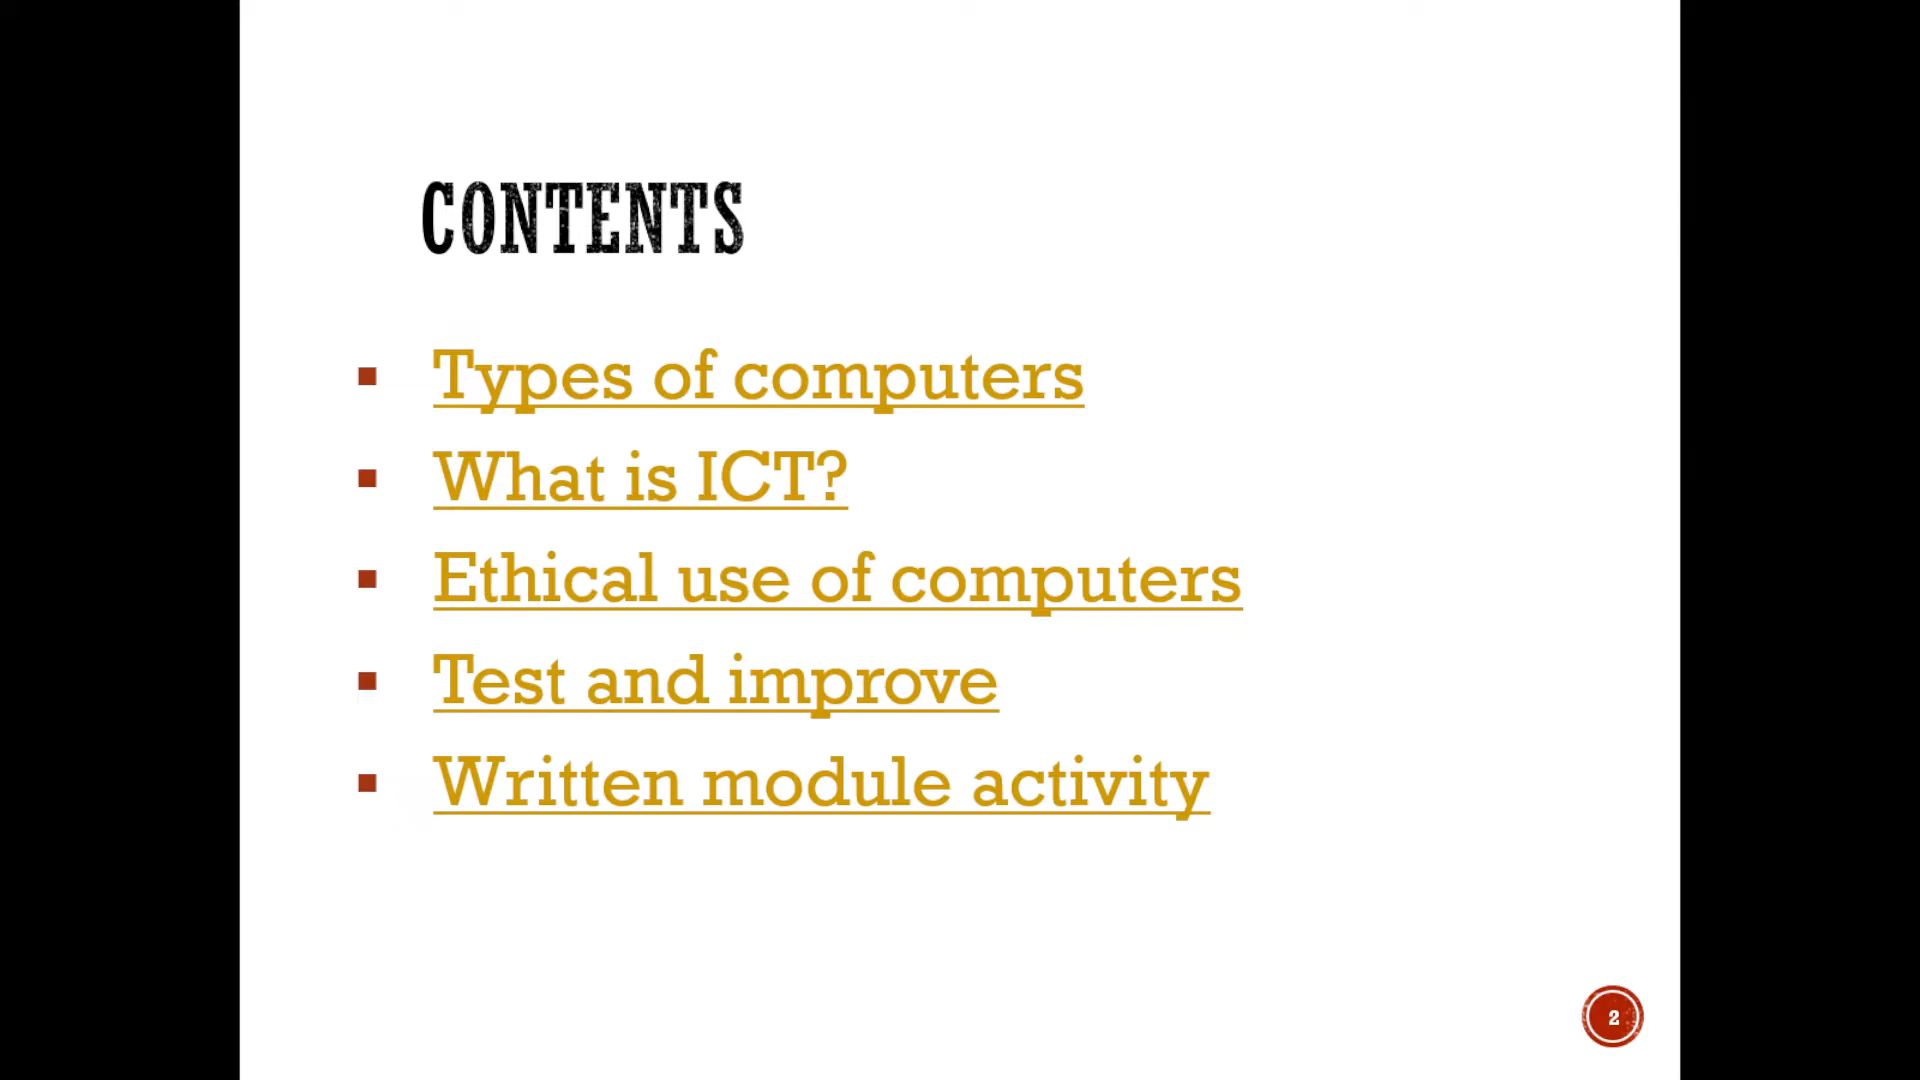 CONTENTS
Types of computers
What is ICT?
Ethical use of computers
Test and improve
Written module activity
2